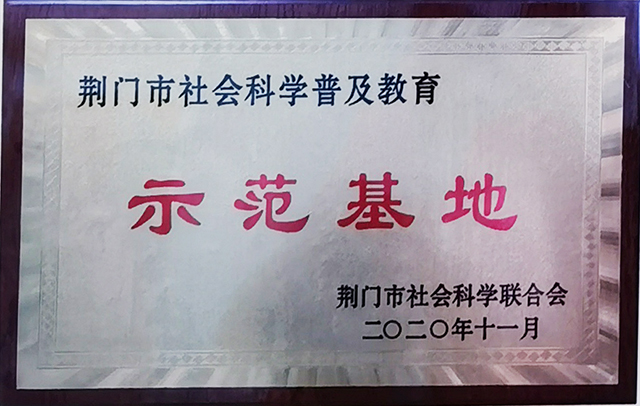 荆门市社会科学普及教育
示范基地
荆门市社会科学联合会
二〇二〇年十一月